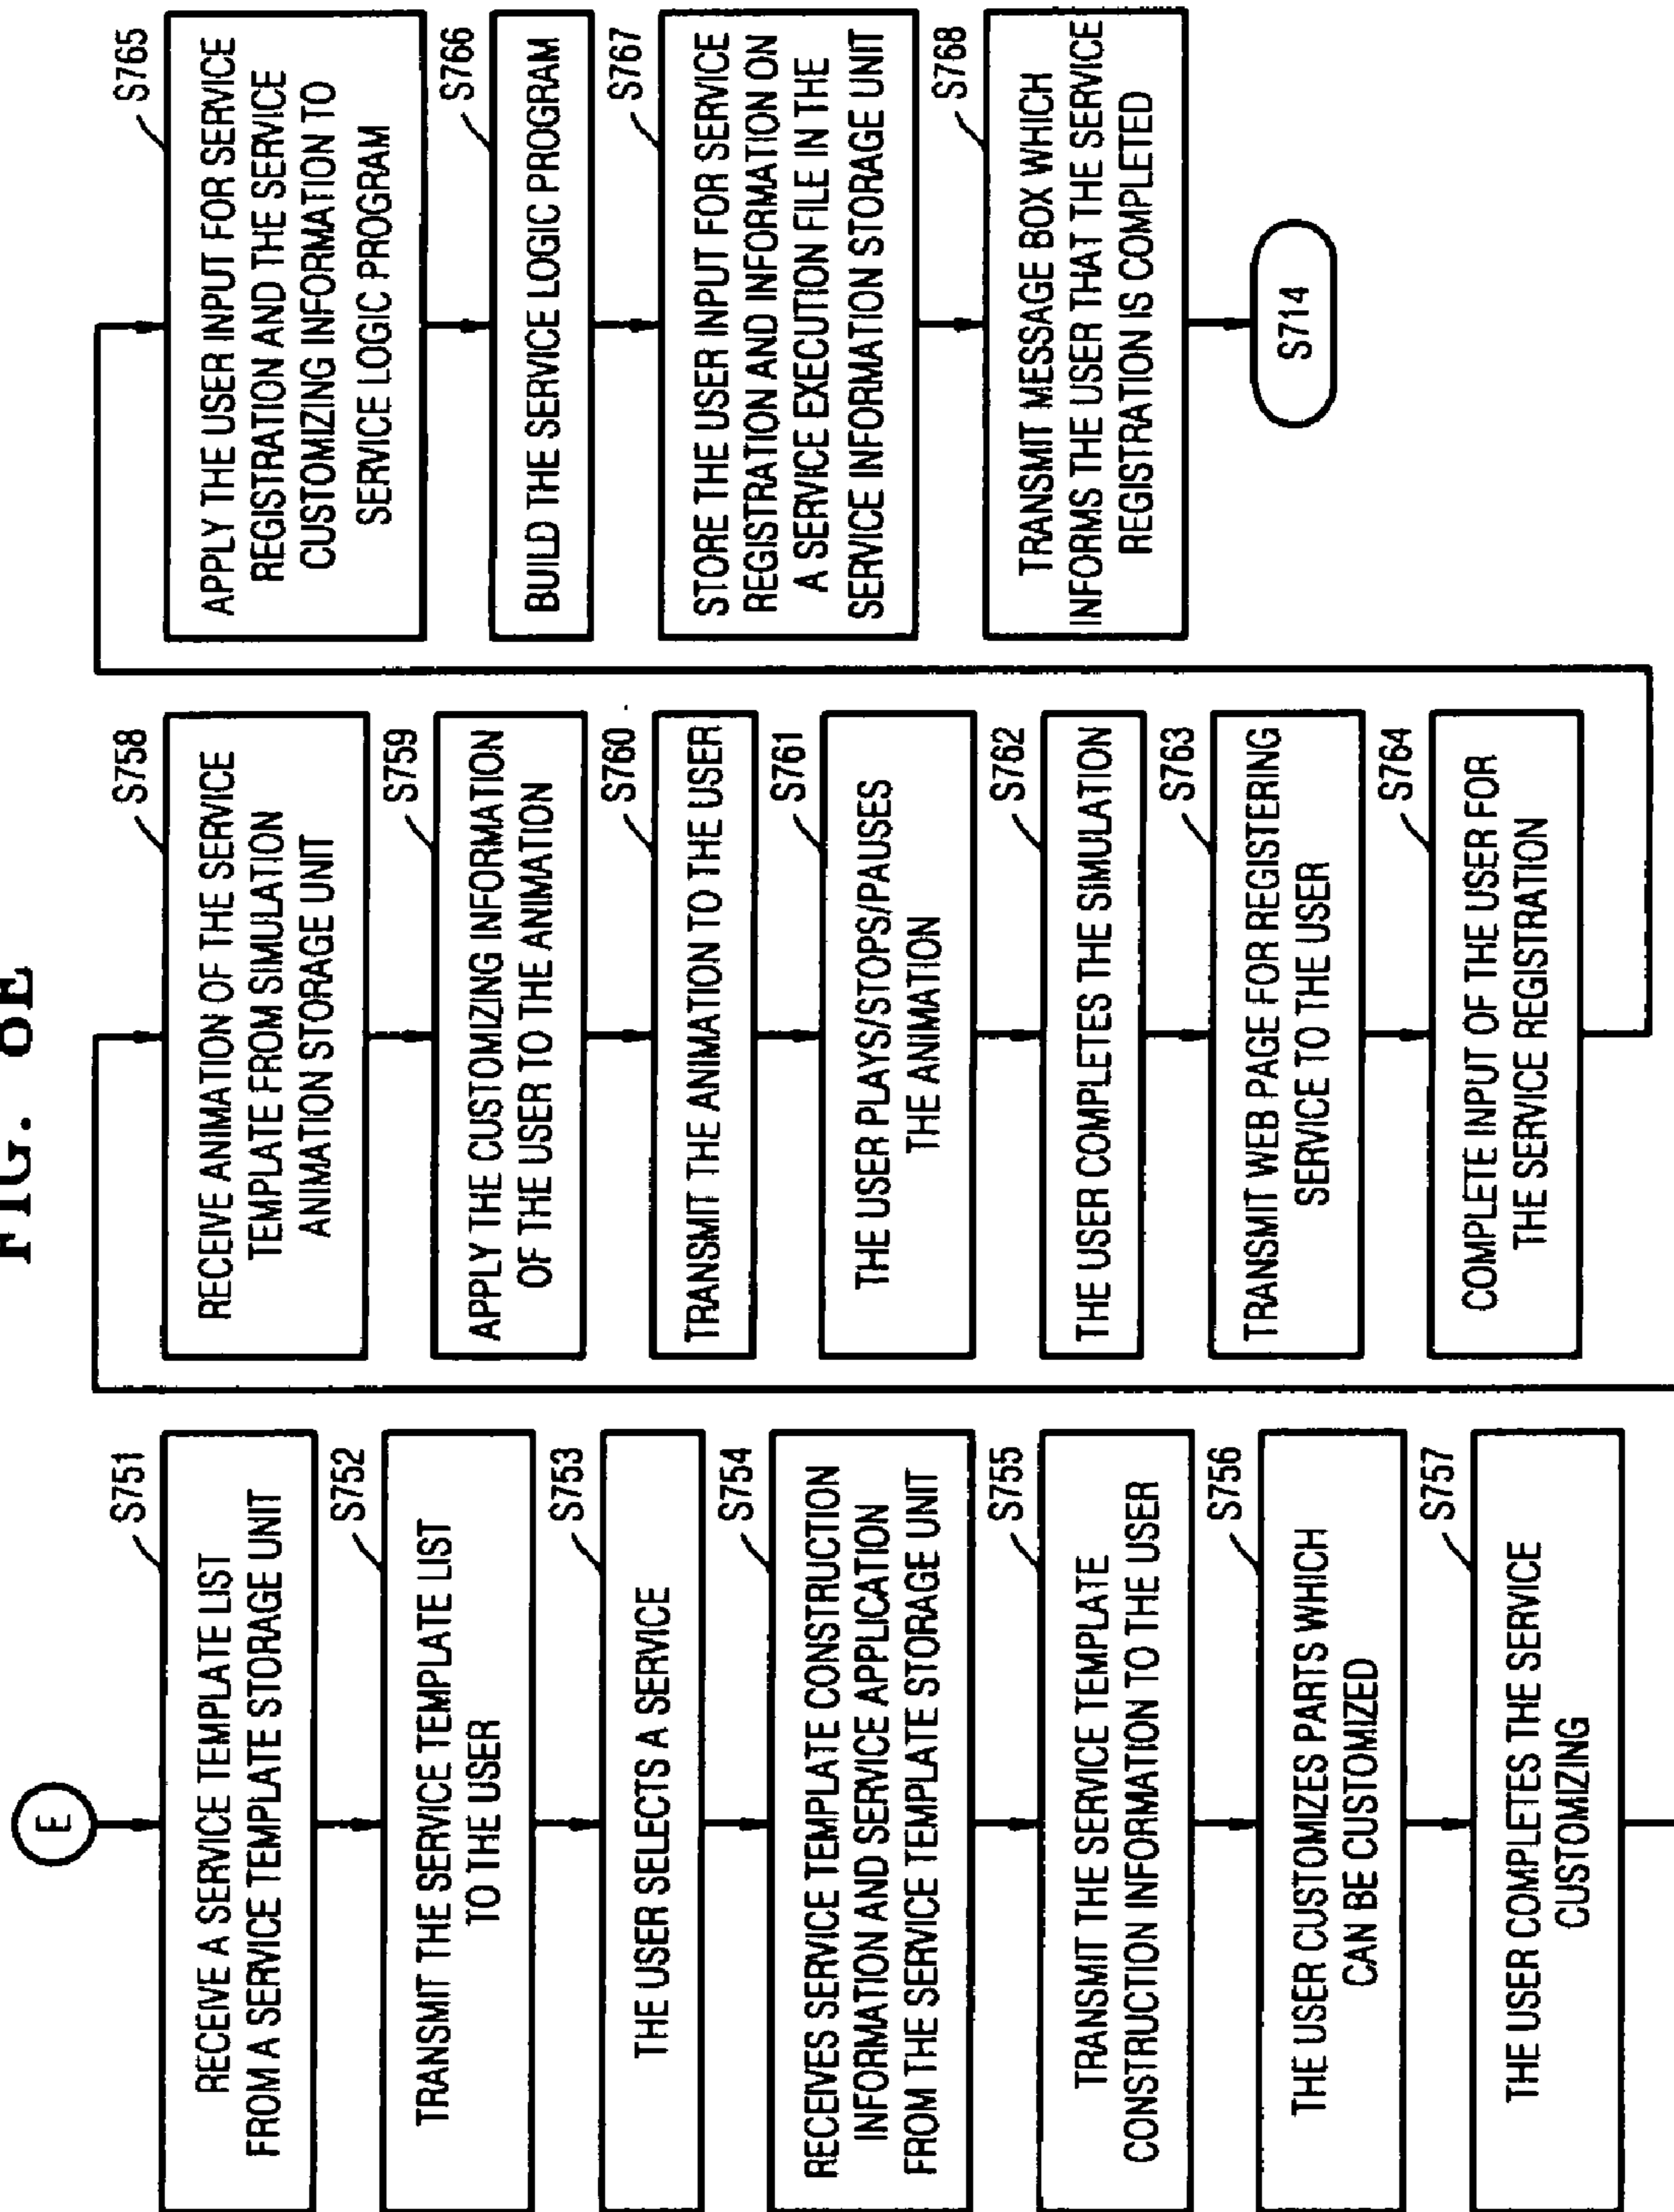 FIG. 8E
E
S751
RECEIVE A SERVICE TEMPLATE LIST
FROM A SERVICE TEMPLATE STORAGE UNIT
S752
TRANSMIT THE SERVICE TEMPLATE LIST
TO THE USER
S753
THE USER SELECTS A SERVICE
S754
RECEIVES SERVICE TEMPLATE CONSTRUCTION
INFORMATION AND SERVICE APPLICATION
FROM THE SERVICE TEMPLATE STORAGE UNIT
S755
TRANSMIT THE SERVICE TEMPLATE
CONSTRUCTION INFORMATION TO THE USER
S756
THE USER CUSTOMIZES PARTS WHICH
CAN BE CUSTOMIZED
S757
THE USER COMPLETES THE SERVICE
CUSTOMIZING
S758
RECEIVE ANIMATION OF THE SERVICE
TEMPLATE FROM SIMULATION
ANIMATION STORAGE UNIT
S759
APPLY THE CUSTOMIZING INFORMATION
OF THE USER TO THE ANIMATION
S760
TRANSMIT THE ANIMATION TO THE USER
S761
THE USER PLAYS/STOPS/PAUSES
THE ANIMATION
S762
THE USER COMPLETES THE SIMULATION
S763
TRANSMIT WEB PAGE FOR REGISTERING
SERVICE TO THE USER
S764
COMPLETE INPUT OF THE USER FOR
THE SERVICE REGISTRATION
S765
APPLY THE USER INPUT FOR SERVICE
REGISTRATION AND THE SERVICE
CUSTOMIZING INFORMATION TO
SERVICE LOGIC PROGRAM
S766
BUILD THE SERVICE LOGIC PROGRAM
S767
STORE THE USER INPUT FOR SERVICE
REGISTRATION AND INFORMATION ON
A SERVICE EXECUTION FILE IN THE
SERVICE INFORMATION STORAGE UNIT
S768
TRANSMIT MESSAGE BOX WHICH
INFORMS THE USER THAT THE SERVICE
REGISTRATION IS COMPLETED
S714